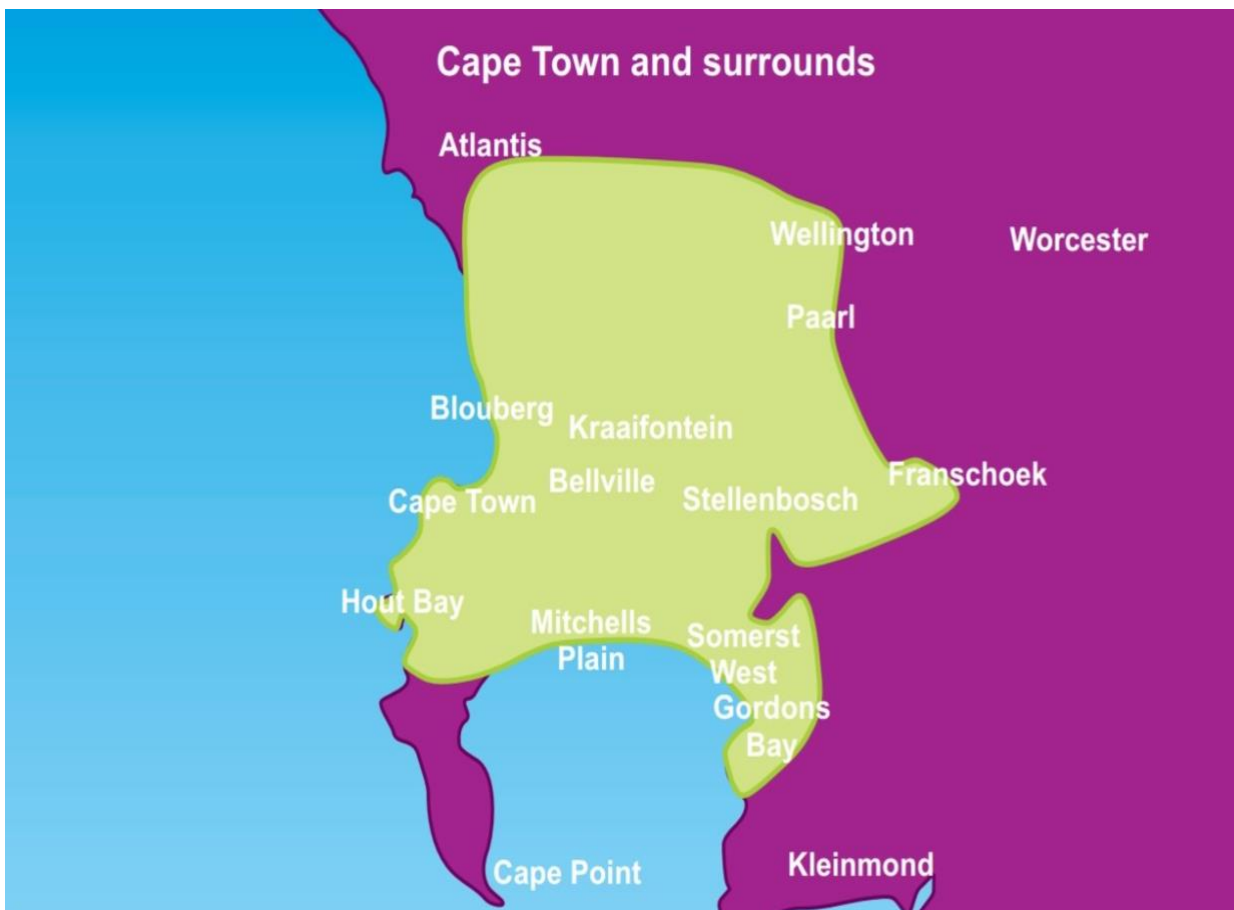 Cape Town and surrounds
Atlantis
Wellington
Worcester
Paarl
Blouberg
Kraaifontein
Franschoek
Bellville
Cape Town
Stellenbosch
Hout Bay
Mitchells
Plain
Somerst
West
Gordons
Bay
Cape Point
Kleinmond